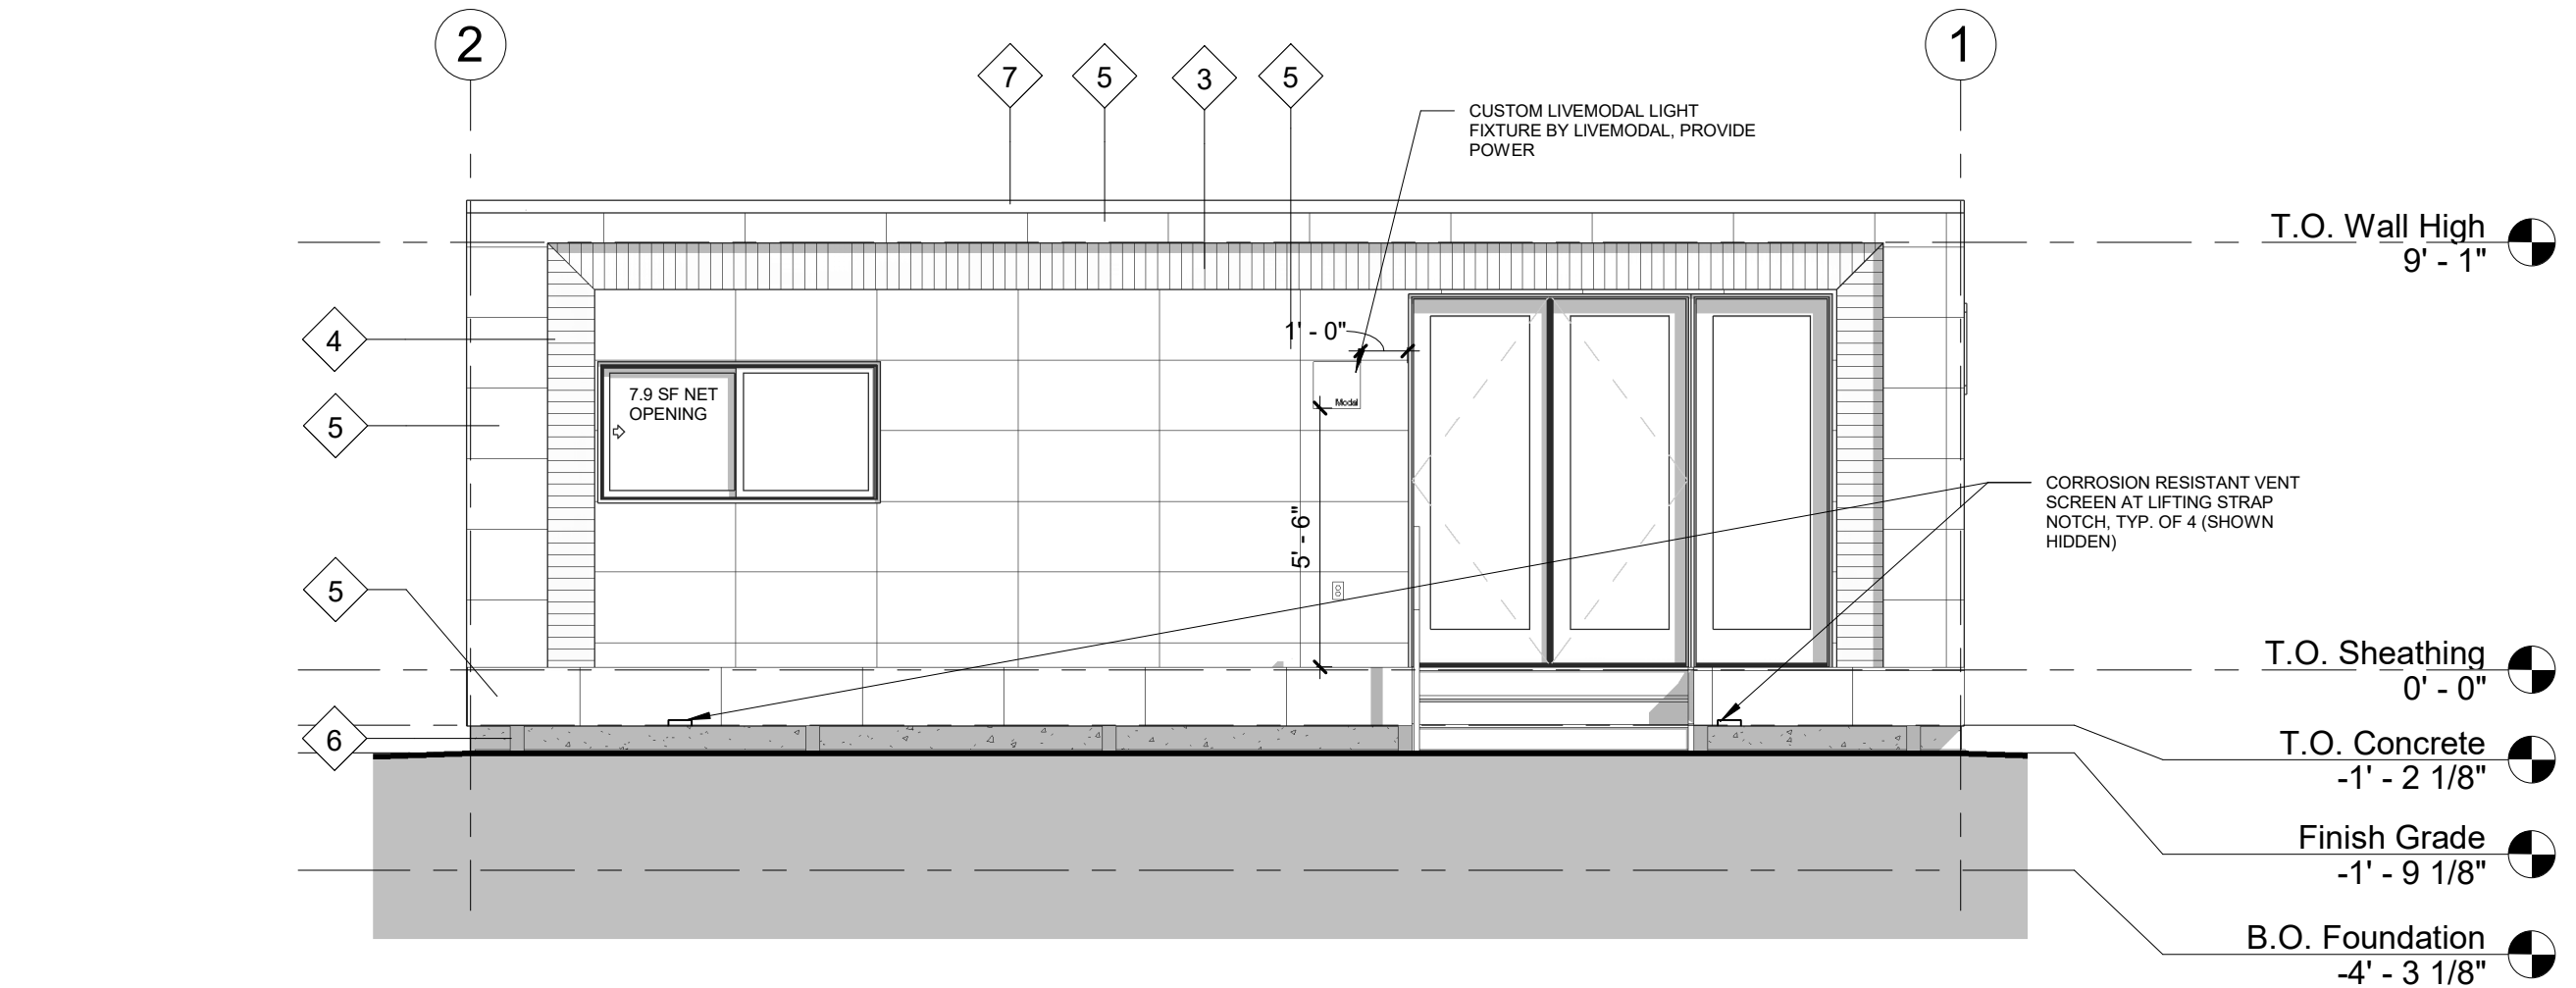 2
1
7
5
3
5
CUSTOM LIVEMODAL LIGHT
FIXTURE BY LIVEMODAL, PROVIDE
POWER
T.O. Wall High
9' - 1"
4
1' - 0"
7.9 SF NET
OPENING
Modal
5
CORROSION RESISTANT VENT
SCREEN AT LIFTING STRAP
NOTCH, TYP. OF 4 (SHOWN
HIDDEN)
5' - 6"
5
T.O. Sheathing
0' - 0"
6
T.O. Concrete
-1' - 2 1/8"
Finish Grade
-1' - 9 1/8"
B.O. Foundation
-4' - 3 1/8"